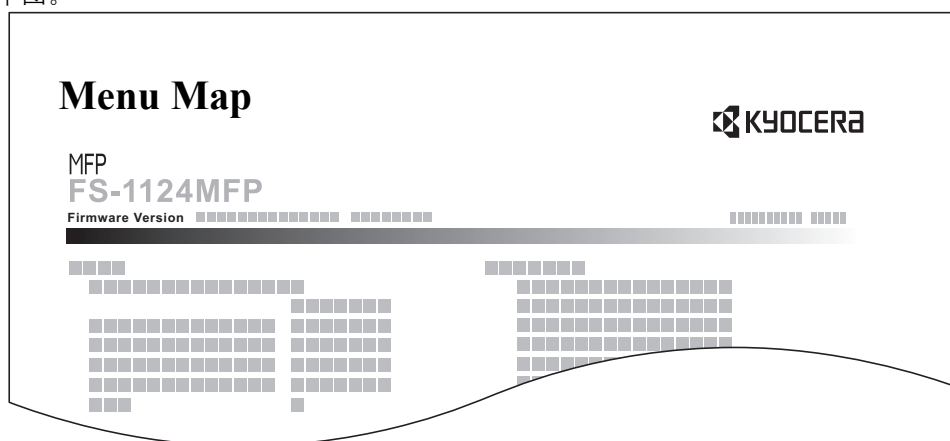 Menu Map
KYOCERA
MFP
FS-1124MFP
Firmware Version